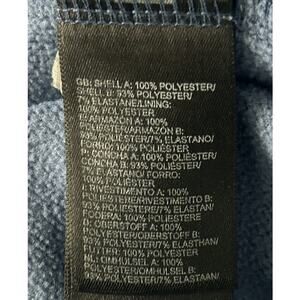 GB: SHELL A: 100% POLYESTER/
SHELL B: 93% POLYESTER/
7% ELASTANE/LINING:
100% POLYESTER
E: ARMAZÓN A: 100%
POLIÉSTER/ARMAZÓN B:
93% POLIÉSTER/7% ELASTANO/
FORRO: 100% POLIÉSTER
P: CONCHA A: 100% POLIÉSTER/
CONCHA B: 93% POLIÉSTER/
7% ELASTANO/ FORRO:
100% POLIÉSTER
I: RIVESTIMENTO A: 100%
POLIESTERE/RIVESTIMENTO B:
93% POLIESTERE/7% ELASTAN/
FODERA: 100% POLIESTERE
D: OBERSTOFF A: 100%
POLYESTER/OBERSTOFF B:
93% POLYESTER/7% ELASTHAN/
FUTTER: 100% POLYESTER
NL: OMHULSEL A: 100%
POLYESTER/OMHULSEL B:
93% POLYESTER/7% ELASTAAN/